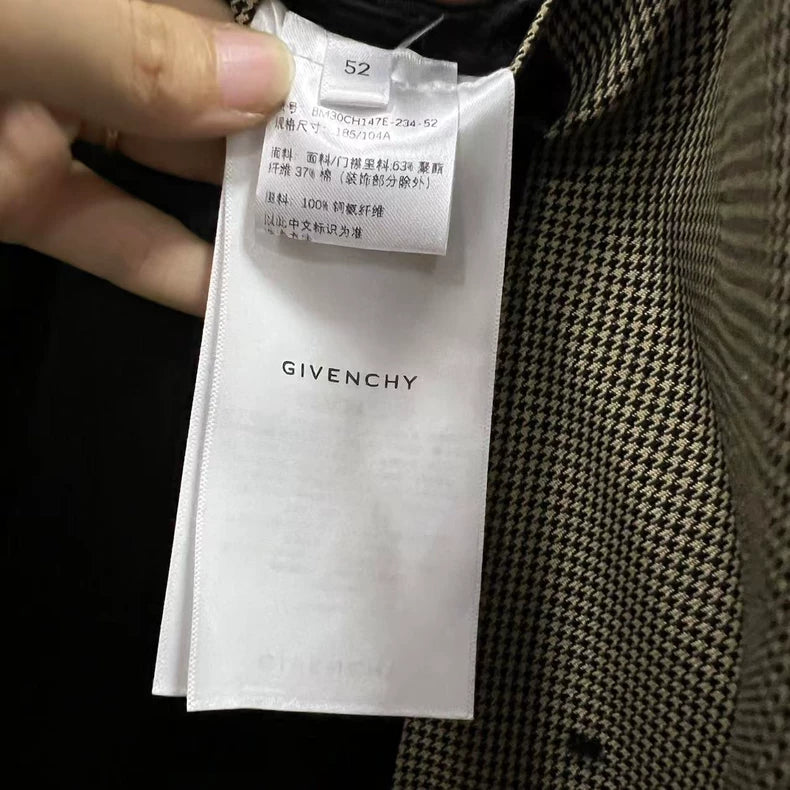 52
号: BM30CH147E-234-52
规格尺寸: 185/104A
面料: 面料/门襟里料:63% 聚酯
纤维 37% 棉 (装饰部分除外)
里料: 100% 铜氨纤维
以此中文标识为准
GIVENCHY